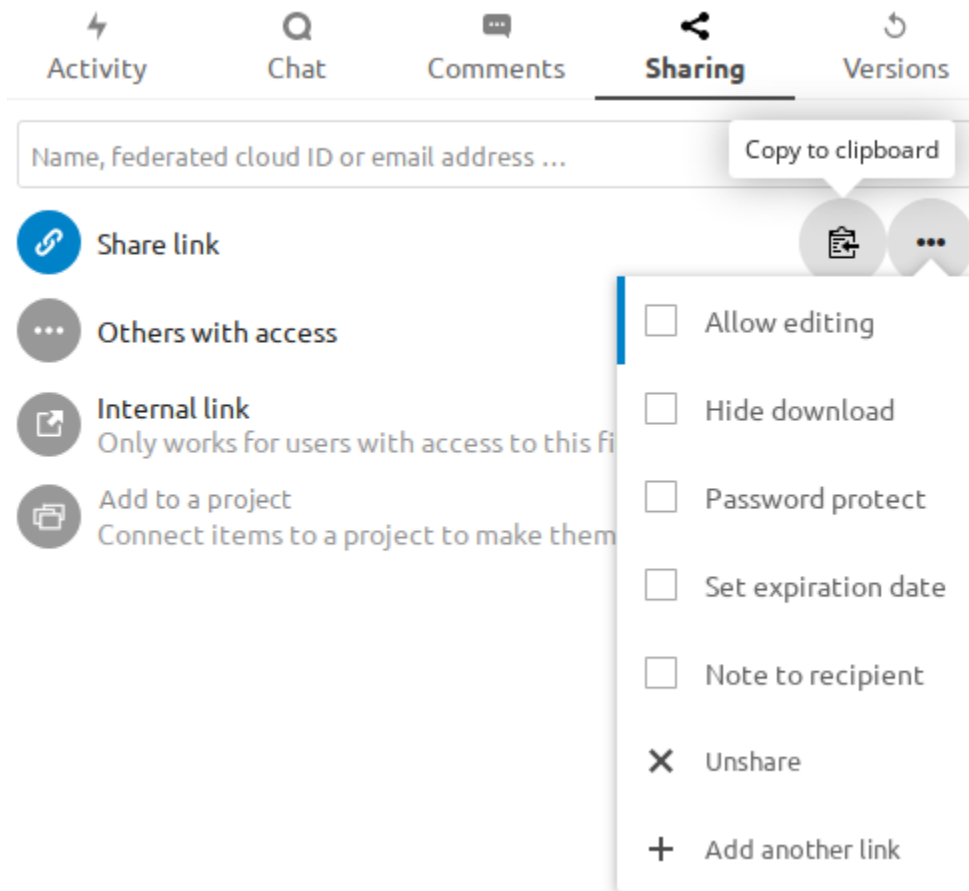 Activity
Chat
Comments
Sharing
Versions
Name, federated cloud ID or email address ...
Copy to clipboard
Share link
Others with access
Internal link
Only works for users with access to this
Add to a project
Connect items to a project to make them
Allow editing
Hide download
Password protect
Set expiration date
Note to recipient
Unshare
Add another link